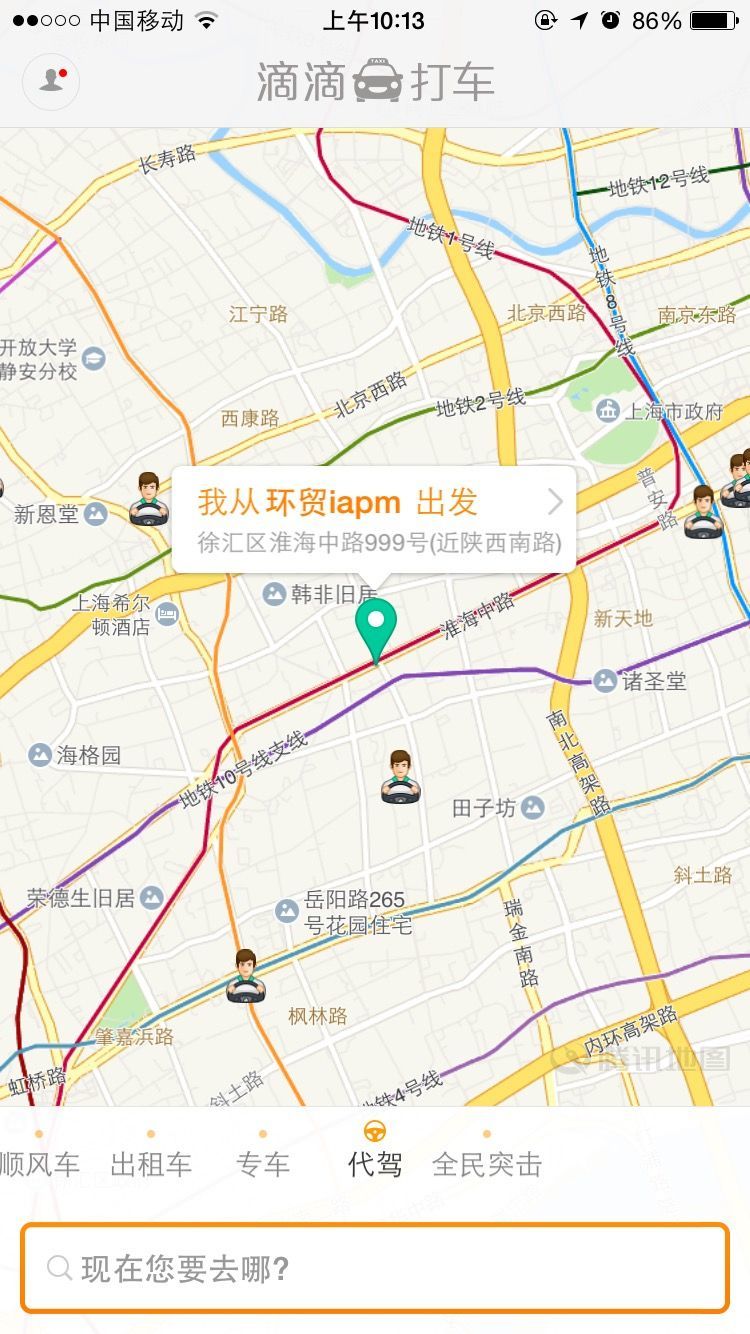 中国移动
上午10:13
86%
滴滴
TAXI
打车
长寿路
地铁12号线
地铁1号线
地铁8号线
江宁路
北京西路
南京东路
开放大学
静安分校
北京西路
地铁2号线
西康路
上海市政府
普安路
新恩堂
我从 环贸iapm 出发
徐汇区淮海中路999号(近陕西南路)
韩非旧居
上海希尔
顿酒店
淮海中路
新天地
诸圣堂
南北高架路
海格园
地铁10号线支线
田子坊
斜土路
荣德生旧居
岳阳路265
号花园住宅
瑞金南路
枫林路
肇嘉浜路
内环高架路
腾讯地图
虹桥路
斜土路
地铁4号线
顺风车
出租车
专车
代驾
全民突击
现在您要去哪?